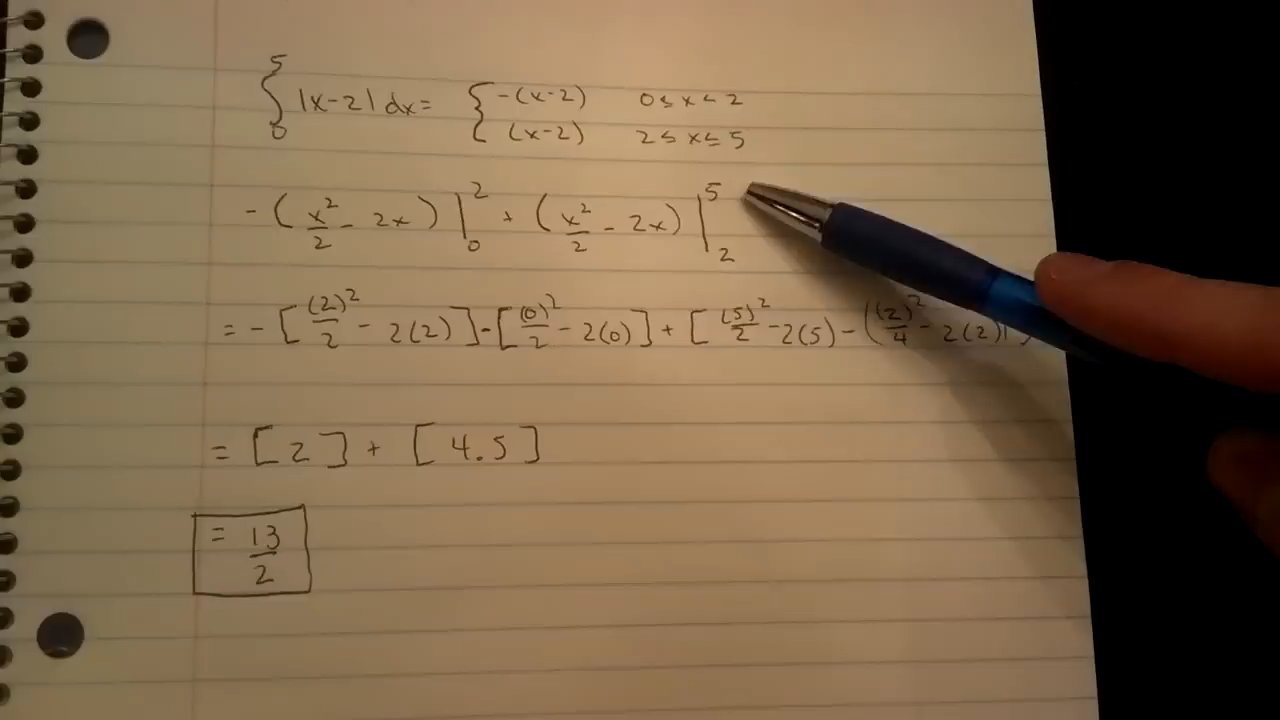 ∫₀⁵ |x-2| dx = { -(x-2) 0 ≤ x < 2
(x-2) 2 ≤ x ≤ 5
-(x²/2 - 2x) |₀² + (x²/2 - 2x) |₂⁵
= -[(2)²/2 - 2(2)] - [(0)²/2 - 2(0)] + [(5)²/2 - 2(5) - ((2)²/4 - 2(2)
= [2] + [4.5]
= 13/2